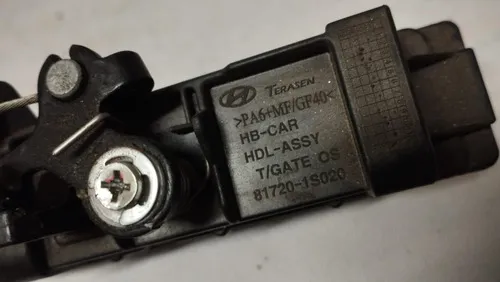 TERASEN
>PA6+MF/GF40<
HB-CAR
HDL-ASSY
T/GATE OS
81720-1S020